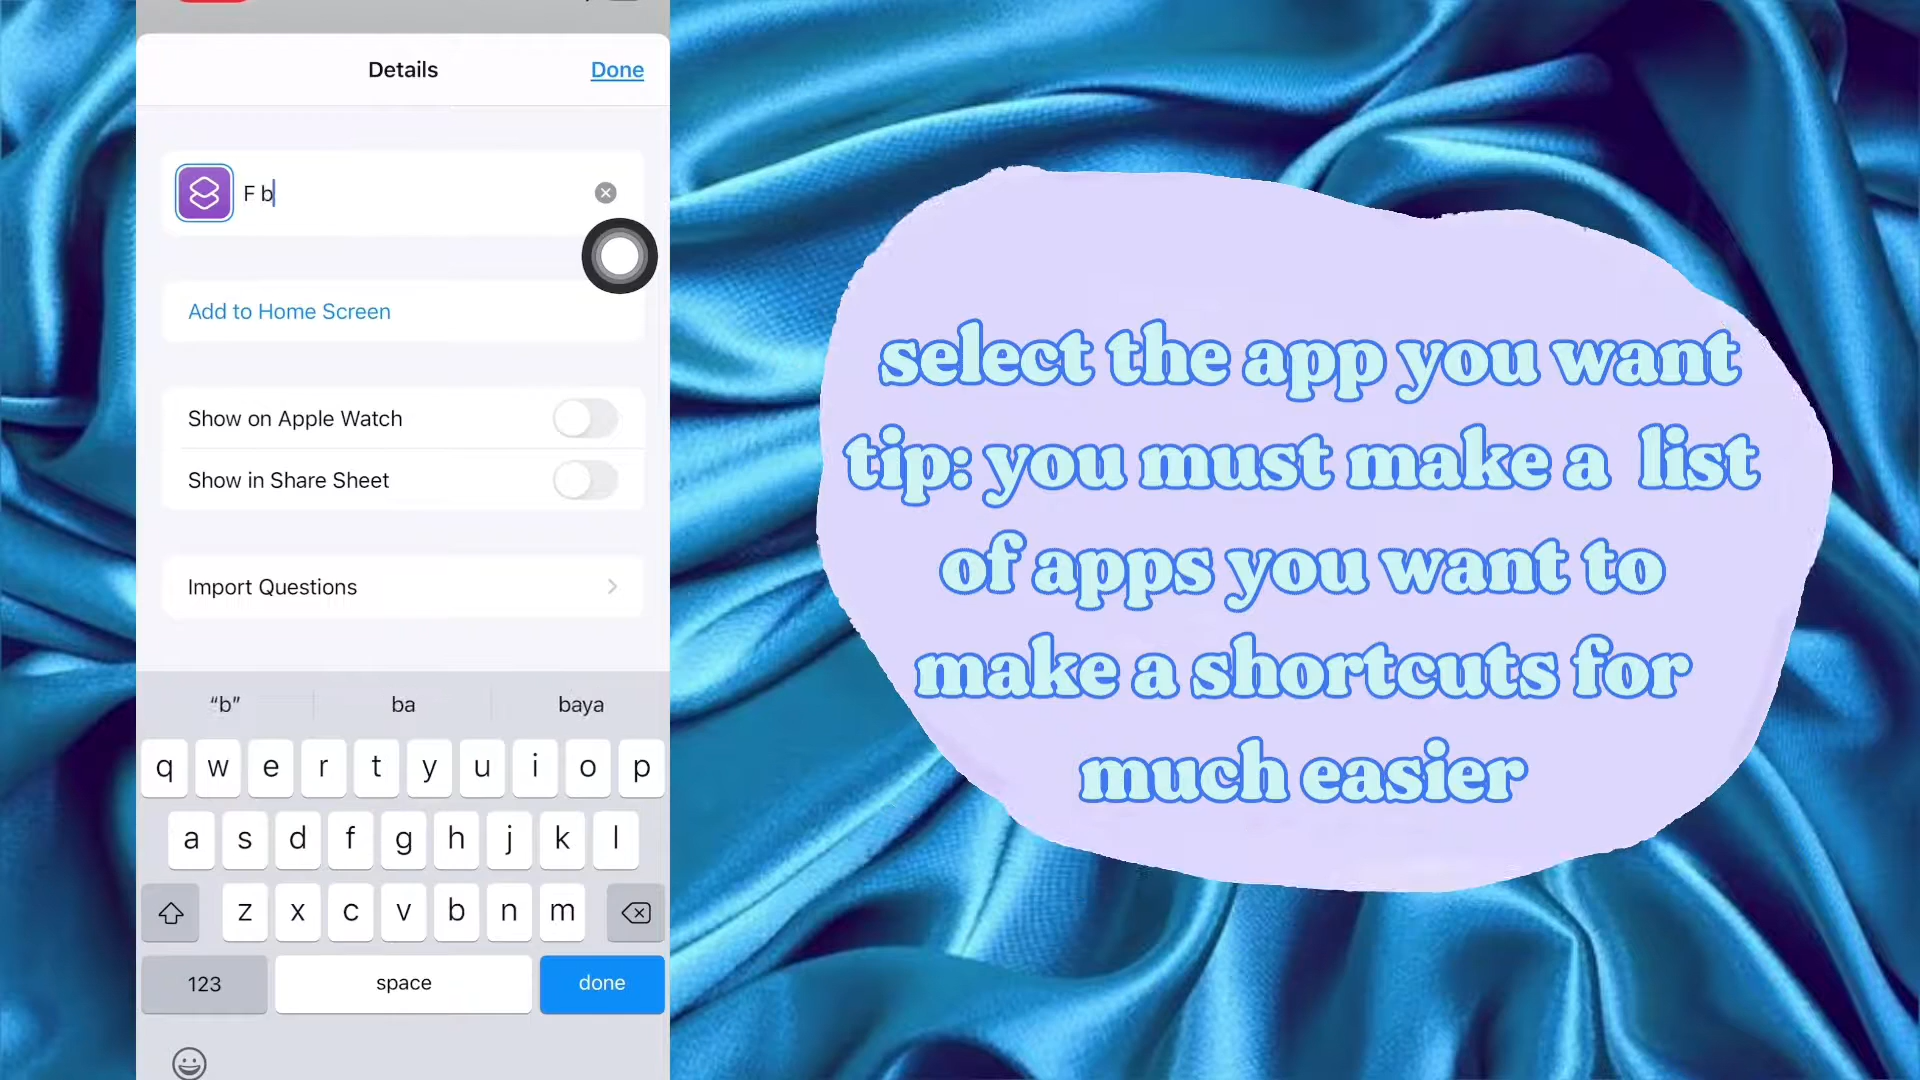 Details
Done
F b
Add to Home Screen
Show on Apple Watch
Show in Share Sheet
Import Questions
“b” ba baya
q w e r t y u i o p
a s d f g h j k l
z x c v b n m
123 space done
select the app you want
tip: you must make a list
of apps you want to
make a shortcuts for
much easier